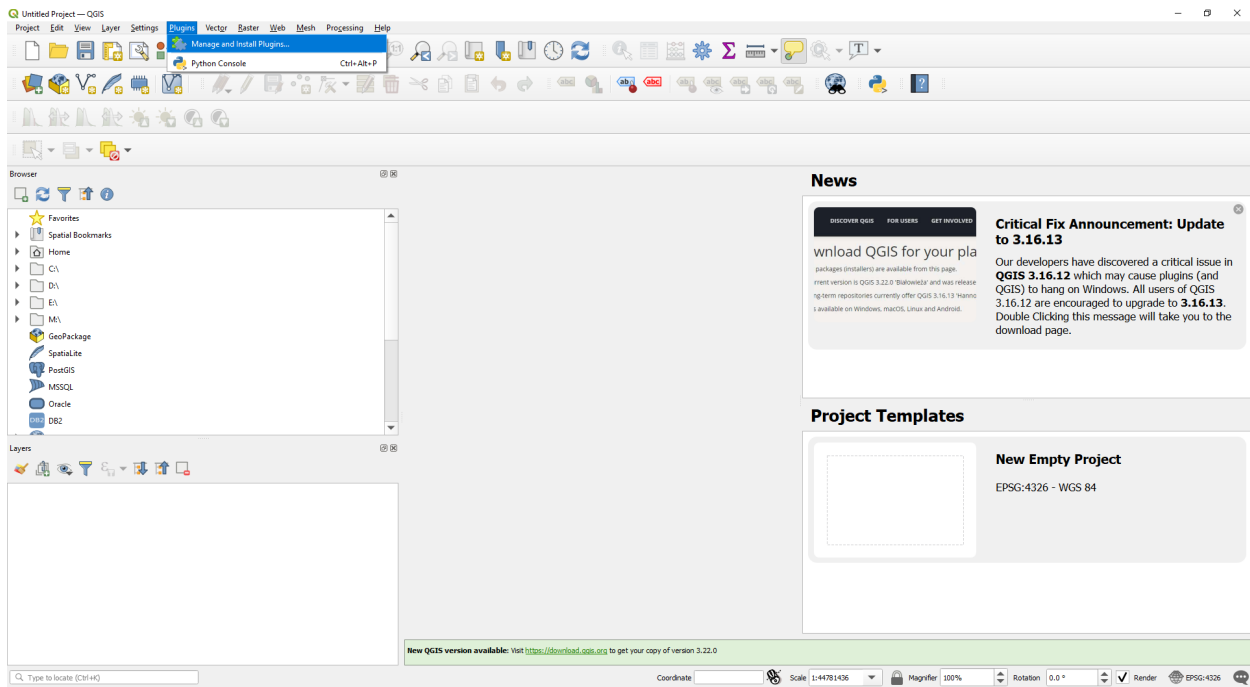 Untitled Project — QGIS
Project Edit View Layer Settings Plugins Vector Raster Web Mesh Processing Help
Manage and Install Plugins...
Python Console Ctrl+Alt+P
Browser
Favorites
Spatial Bookmarks
Home
C:\
D:\
E:\
M:\
GeoPackage
SpatiaLite
PostGIS
MSSQL
Oracle
DB2 DB2
Layers
News
DISCOVER QGIS FOR USERS GET INVOLVED
wnload QGIS for your pla
packages (installers) are available from this page.
rrent version is QGIS 3.22.0 'Białowieża' and was release
ng-term repositories currently offer QGIS 3.16.13 'Hanno
s available on Windows, macOS, Linux and Android.
Critical Fix Announcement: Update
to 3.16.13
Our developers have discovered a critical issue in
QGIS 3.16.12 which may cause plugins (and
QGIS) to hang on Windows. All users of QGIS
3.16.12 are encouraged to upgrade to 3.16.13.
Double Clicking this message will take you to the
download page.
Project Templates
New Empty Project
EPSG:4326 - WGS 84
New QGIS version available: Visit https://download.qgis.org to get your copy of version 3.22.0
Type to locate (Ctrl+K)
Coordinate
Scale 1:44781436
Magnifier 100%
Rotation 0.0 °
Render
EPSG:4326